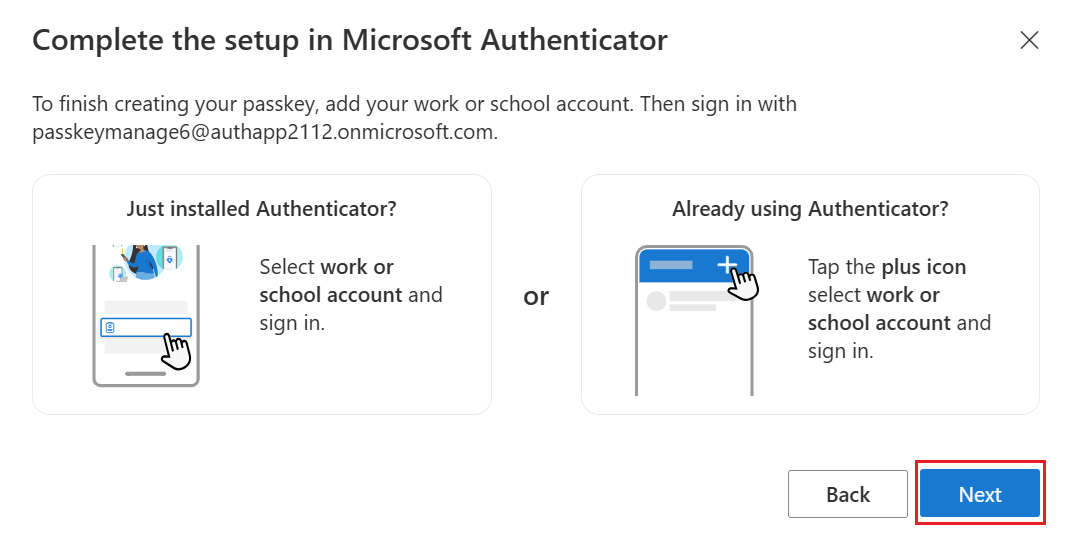 Complete the setup in Microsoft Authenticator
To finish creating your passkey, add your work or school account. Then sign in with
passkeymanage6@authapp2112.onmicrosoft.com.
Just installed Authenticator?
Select work or
school account and
sign in.
or
Already using Authenticator?
Tap the plus icon
select work or
school account and
sign in.
Back
Next